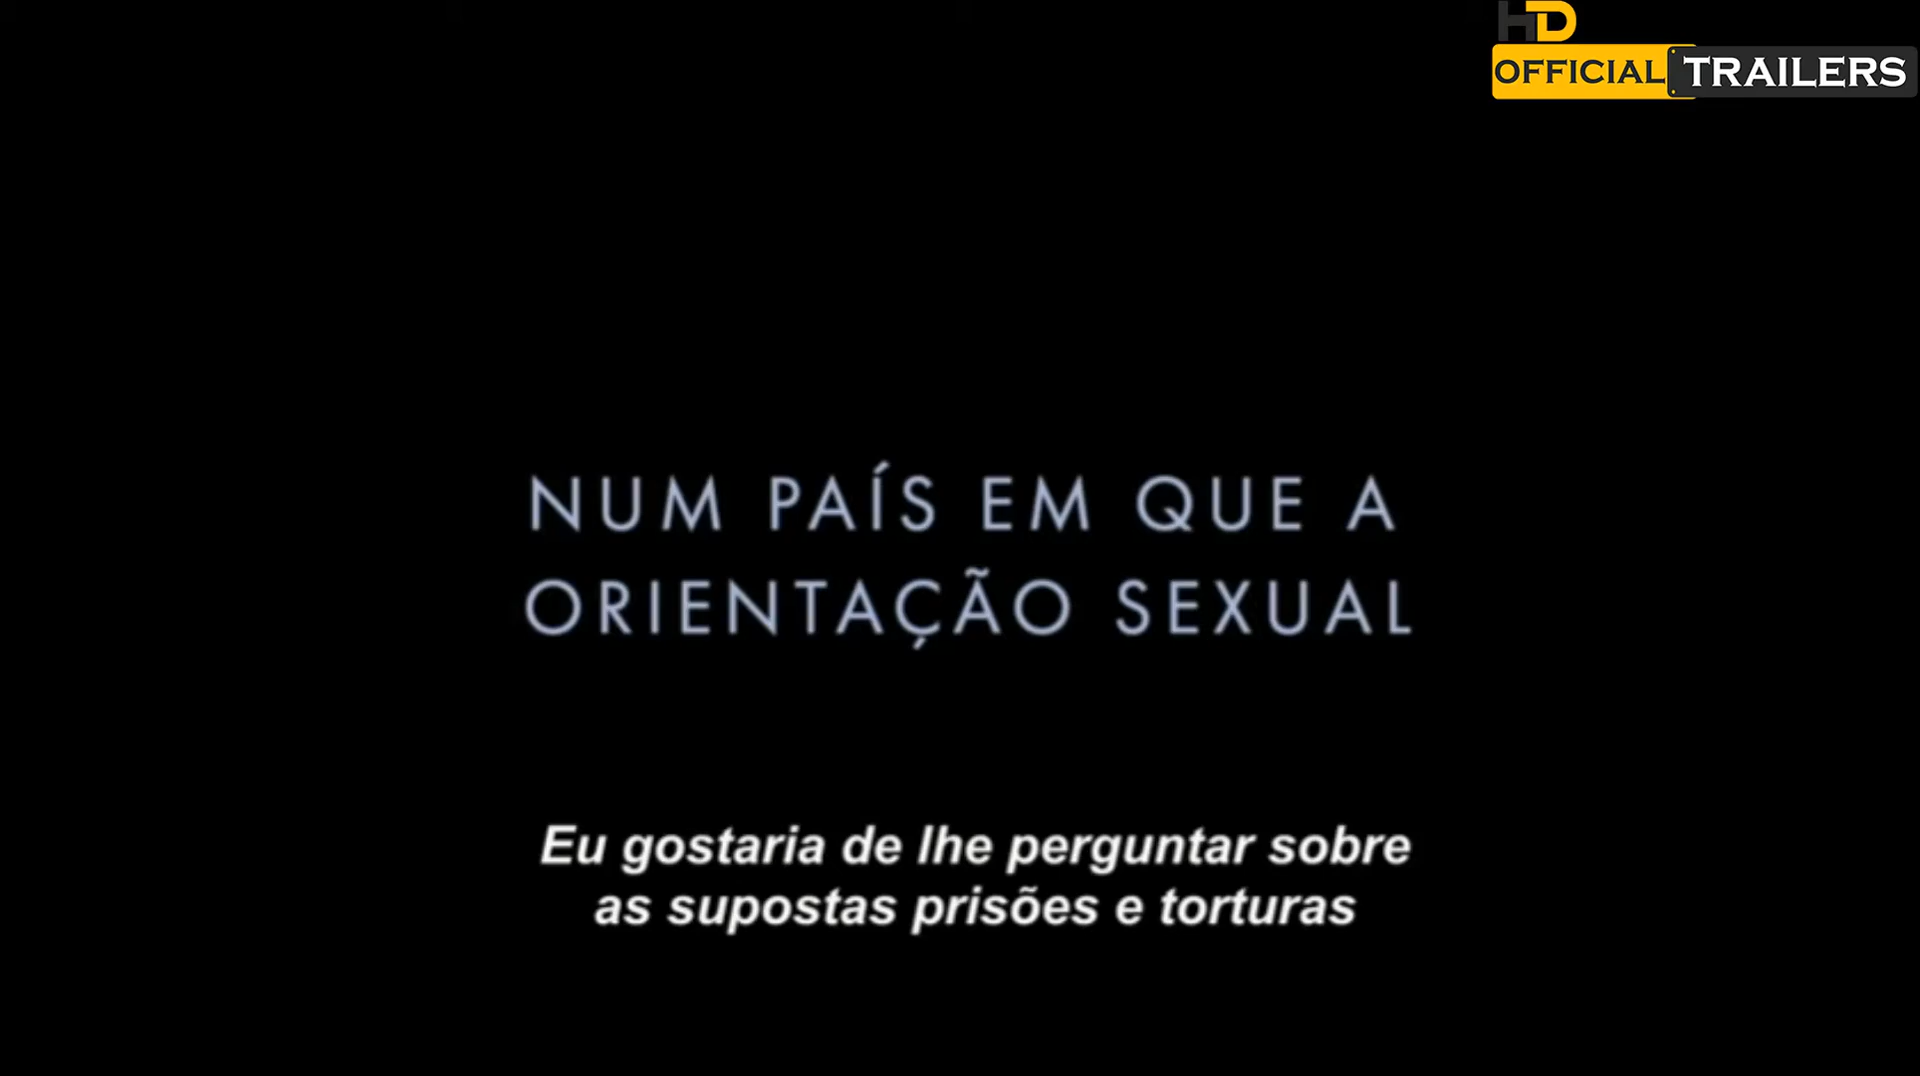 HD
OFFICIAL TRAILERS
NUM PAÍS EM QUE A
ORIENTAÇÃO SEXUAL
Eu gostaria de lhe perguntar sobre
as supostas prisões e torturas